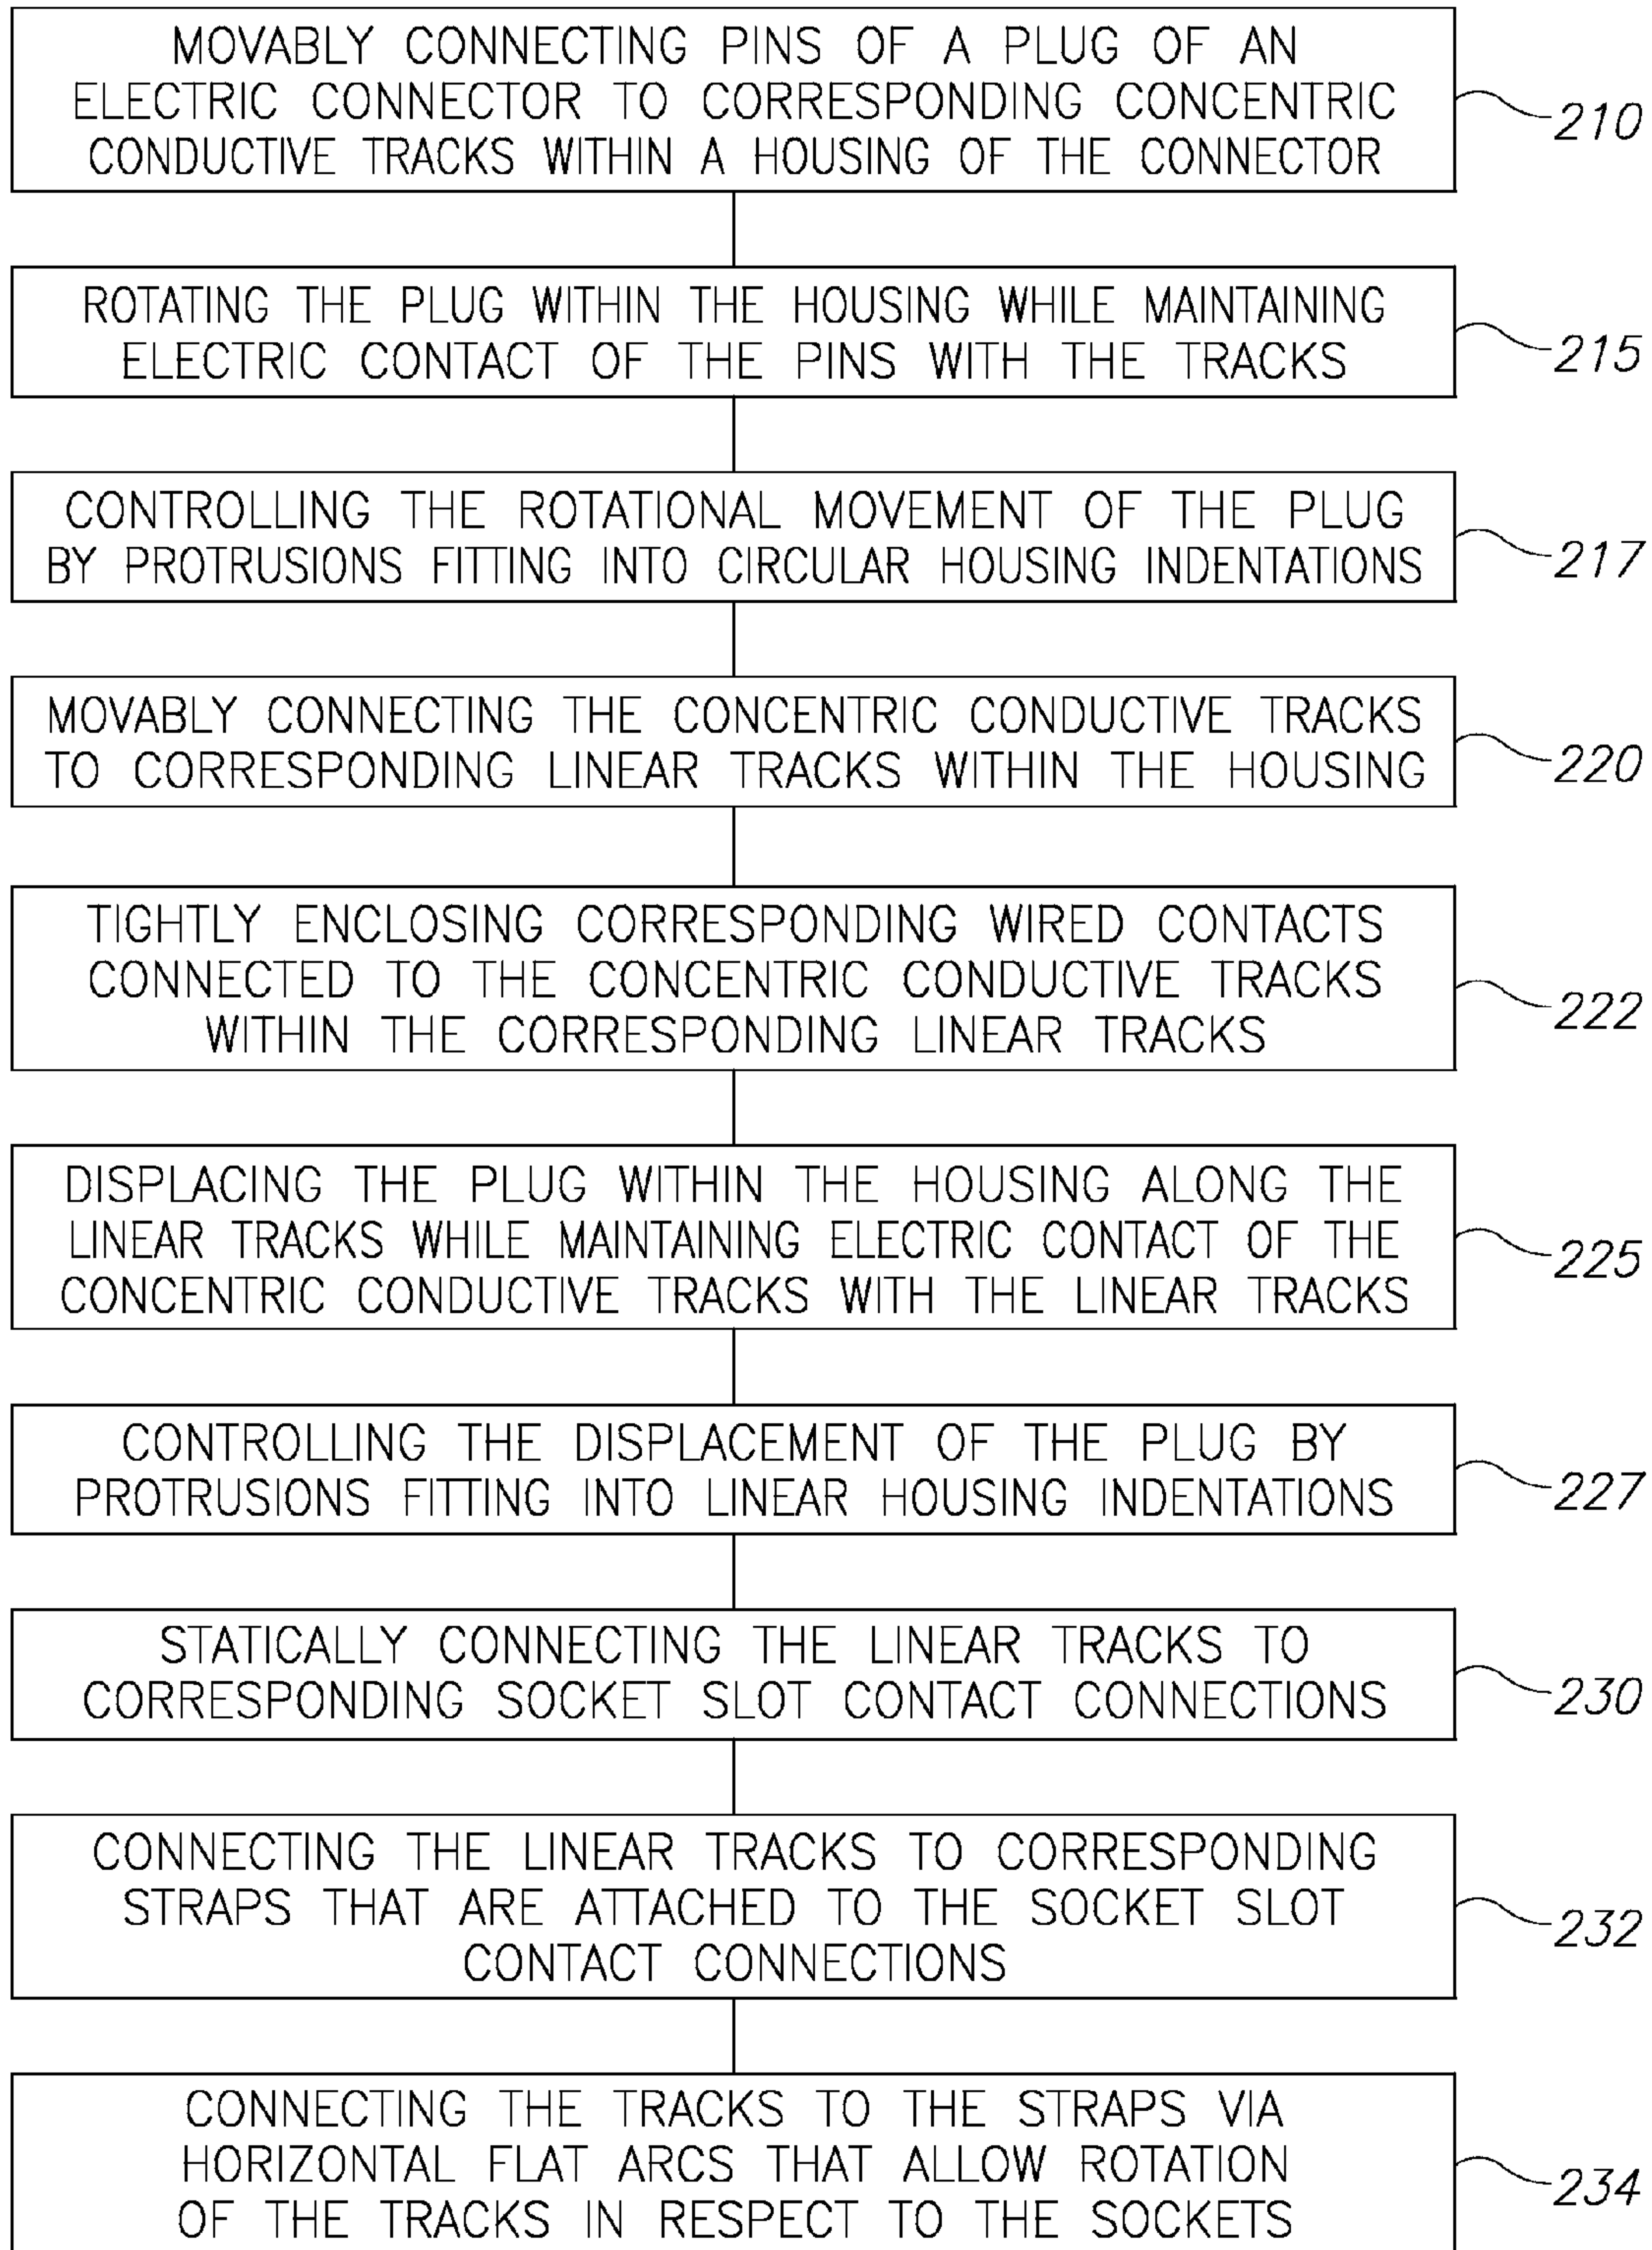 MOVABLY CONNECTING PINS OF A PLUG OF AN
ELECTRIC CONNECTOR TO CORRESPONDING CONCENTRIC
CONDUCTIVE TRACKS WITHIN A HOUSING OF THE CONNECTOR
210
ROTATING THE PLUG WITHIN THE HOUSING WHILE MAINTAINING
ELECTRIC CONTACT OF THE PINS WITH THE TRACKS
215
CONTROLLING THE ROTATIONAL MOVEMENT OF THE PLUG
BY PROTRUSIONS FITTING INTO CIRCULAR HOUSING INDENTATIONS
217
MOVABLY CONNECTING THE CONCENTRIC CONDUCTIVE TRACKS
TO CORRESPONDING LINEAR TRACKS WITHIN THE HOUSING
220
TIGHTLY ENCLOSING CORRESPONDING WIRED CONTACTS
CONNECTED TO THE CONCENTRIC CONDUCTIVE TRACKS
WITHIN THE CORRESPONDING LINEAR TRACKS
222
DISPLACING THE PLUG WITHIN THE HOUSING ALONG THE
LINEAR TRACKS WHILE MAINTAINING ELECTRIC CONTACT OF THE
CONCENTRIC CONDUCTIVE TRACKS WITH THE LINEAR TRACKS
225
CONTROLLING THE DISPLACEMENT OF THE PLUG BY
PROTRUSIONS FITTING INTO LINEAR HOUSING INDENTATIONS
227
STATICALLY CONNECTING THE LINEAR TRACKS TO
CORRESPONDING SOCKET SLOT CONTACT CONNECTIONS
230
CONNECTING THE LINEAR TRACKS TO CORRESPONDING
STRAPS THAT ARE ATTACHED TO THE SOCKET SLOT
CONTACT CONNECTIONS
232
CONNECTING THE TRACKS TO THE STRAPS VIA
HORIZONTAL FLAT ARCS THAT ALLOW ROTATION
OF THE TRACKS IN RESPECT TO THE SOCKETS
234